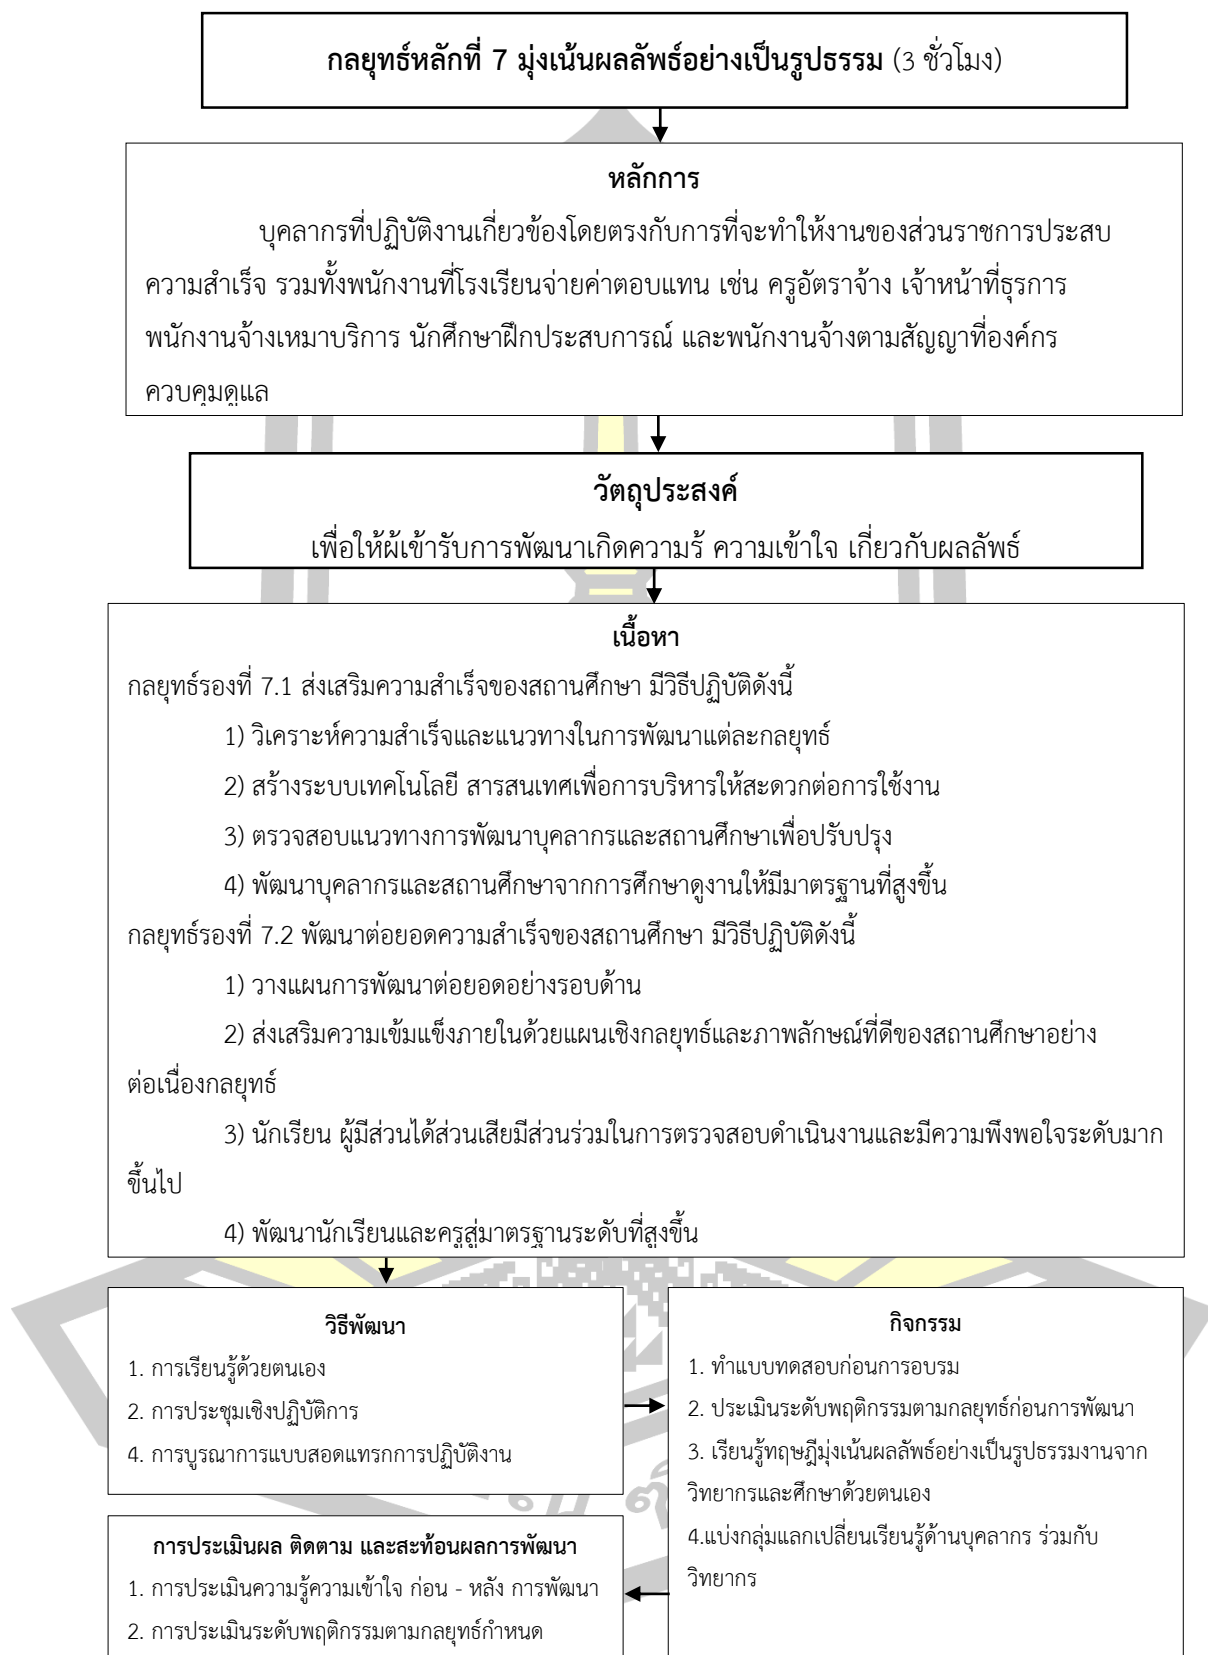 กลยุทธ์หลักที่ 7 มุ่งเน้นผลลัพธ์อย่างเป็นรูปธรรม (3 ชั่วโมง)
หลักการ
บุคลากรที่ปฏิบัติงานเกี่ยวข้องโดยตรงกับการที่จะทำให้งานของส่วนราชการประสบ
ความสำเร็จ รวมทั้งพนักงานที่โรงเรียนจ่ายค่าตอบแทน เช่น ครูอัตราจ้าง เจ้าหน้าที่ธุรการ
พนักงานจ้างเหมาบริการ นักศึกษาฝึกประสบการณ์ และพนักงานจ้างตามสัญญาที่องค์กร
ควบคุมดูแล
วัตถุประสงค์
เพื่อให้ผู้เข้ารับการพัฒนาเกิดความรู้ ความเข้าใจ เกี่ยวกับผลลัพธ์
เนื้อหา
กลยุทธ์รองที่ 7.1 ส่งเสริมความสำเร็จของสถานศึกษา มีวิธีปฏิบัติดังนี้
1) วิเคราะห์ความสำเร็จและแนวทางในการพัฒนาแต่ละกลยุทธ์
2) สร้างระบบเทคโนโลยี สารสนเทศเพื่อการบริหารให้สะดวกต่อการใช้งาน
3) ตรวจสอบแนวทางการพัฒนาบุคลากรและสถานศึกษาเพื่อปรับปรุง
4) พัฒนาบุคลากรและสถานศึกษาจากการศึกษาดูงานให้มีมาตรฐานที่สูงขึ้น
กลยุทธ์รองที่ 7.2 พัฒนาต่อยอดความสำเร็จของสถานศึกษา มีวิธีปฏิบัติดังนี้
1) วางแผนการพัฒนาต่อยอดอย่างรอบด้าน
2) ส่งเสริมความเข้มแข็งภายในด้วยแผนเชิงกลยุทธ์และภาพลักษณ์ที่ดีของสถานศึกษาอย่าง
ต่อเนื่องกลยุทธ์
3) นักเรียน ผู้มีส่วนได้ส่วนเสียมีส่วนร่วมในการตรวจสอบดำเนินงานและมีความพึงพอใจระดับมาก
ขึ้นไป
4) พัฒนานักเรียนและครูสู่มาตรฐานระดับที่สูงขึ้น
วิธีพัฒนา
1. การเรียนรู้ด้วยตนเอง
2. การประชุมเชิงปฏิบัติการ
4. การบูรณาการแบบสอดแทรกการปฏิบัติงาน
กิจกรรม
1. ทำแบบทดสอบก่อนการอบรม
2. ประเมินระดับพฤติกรรมตามกลยุทธ์ก่อนการพัฒนา
3. เรียนรู้ทฤษฎีมุ่งเน้นผลลัพธ์อย่างเป็นรูปธรรมงานจาก
วิทยากรและศึกษาด้วยตนเอง
4.แบ่งกลุ่มแลกเปลี่ยนเรียนรู้ด้านบุคลากร ร่วมกับ
วิทยากร
การประเมินผล ติดตาม และสะท้อนผลการพัฒนา
1. การประเมินความรู้ความเข้าใจ ก่อน - หลัง การพัฒนา
2. การประเมินระดับพฤติกรรมตามกลยุทธ์กำหนด